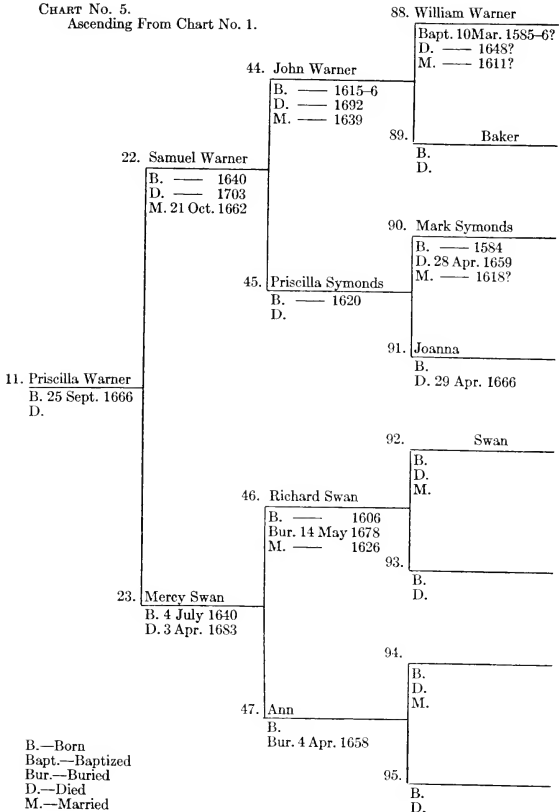 CHART NO. 5.
Ascending From Chart No. 1.
88. William Warner
Bapt. 10 Mar. 1585–6?
D. — 1648?
M. — 1611?
44. John Warner
B. — 1615–6
D. — 1692
M. — 1639
89. Baker
B.
D.
22. Samuel Warner
B. — 1640
D. — 1703
M. 21 Oct. 1662
90. Mark Symonds
B. — 1584
D. 28 Apr. 1659
M. — 1618?
45. Priscilla Symonds
B. — 1620
D.
91. Joanna
B.
D. 29 Apr. 1666
11. Priscilla Warner
B. 25 Sept. 1666
D.
92. Swan
B.
D.
M.
46. Richard Swan
B. — 1606
Bur. 14 May 1678
M. — 1626
93.
B.
D.
23. Mercy Swan
B. 4 July 1640
D. 3 Apr. 1683
94.
B.
D.
M.
47. Ann
B.
Bur. 4 Apr. 1658
95.
B.
D.
B.—Born
Bapt.—Baptized
Bur.—Buried
D.—Died
M.—Married